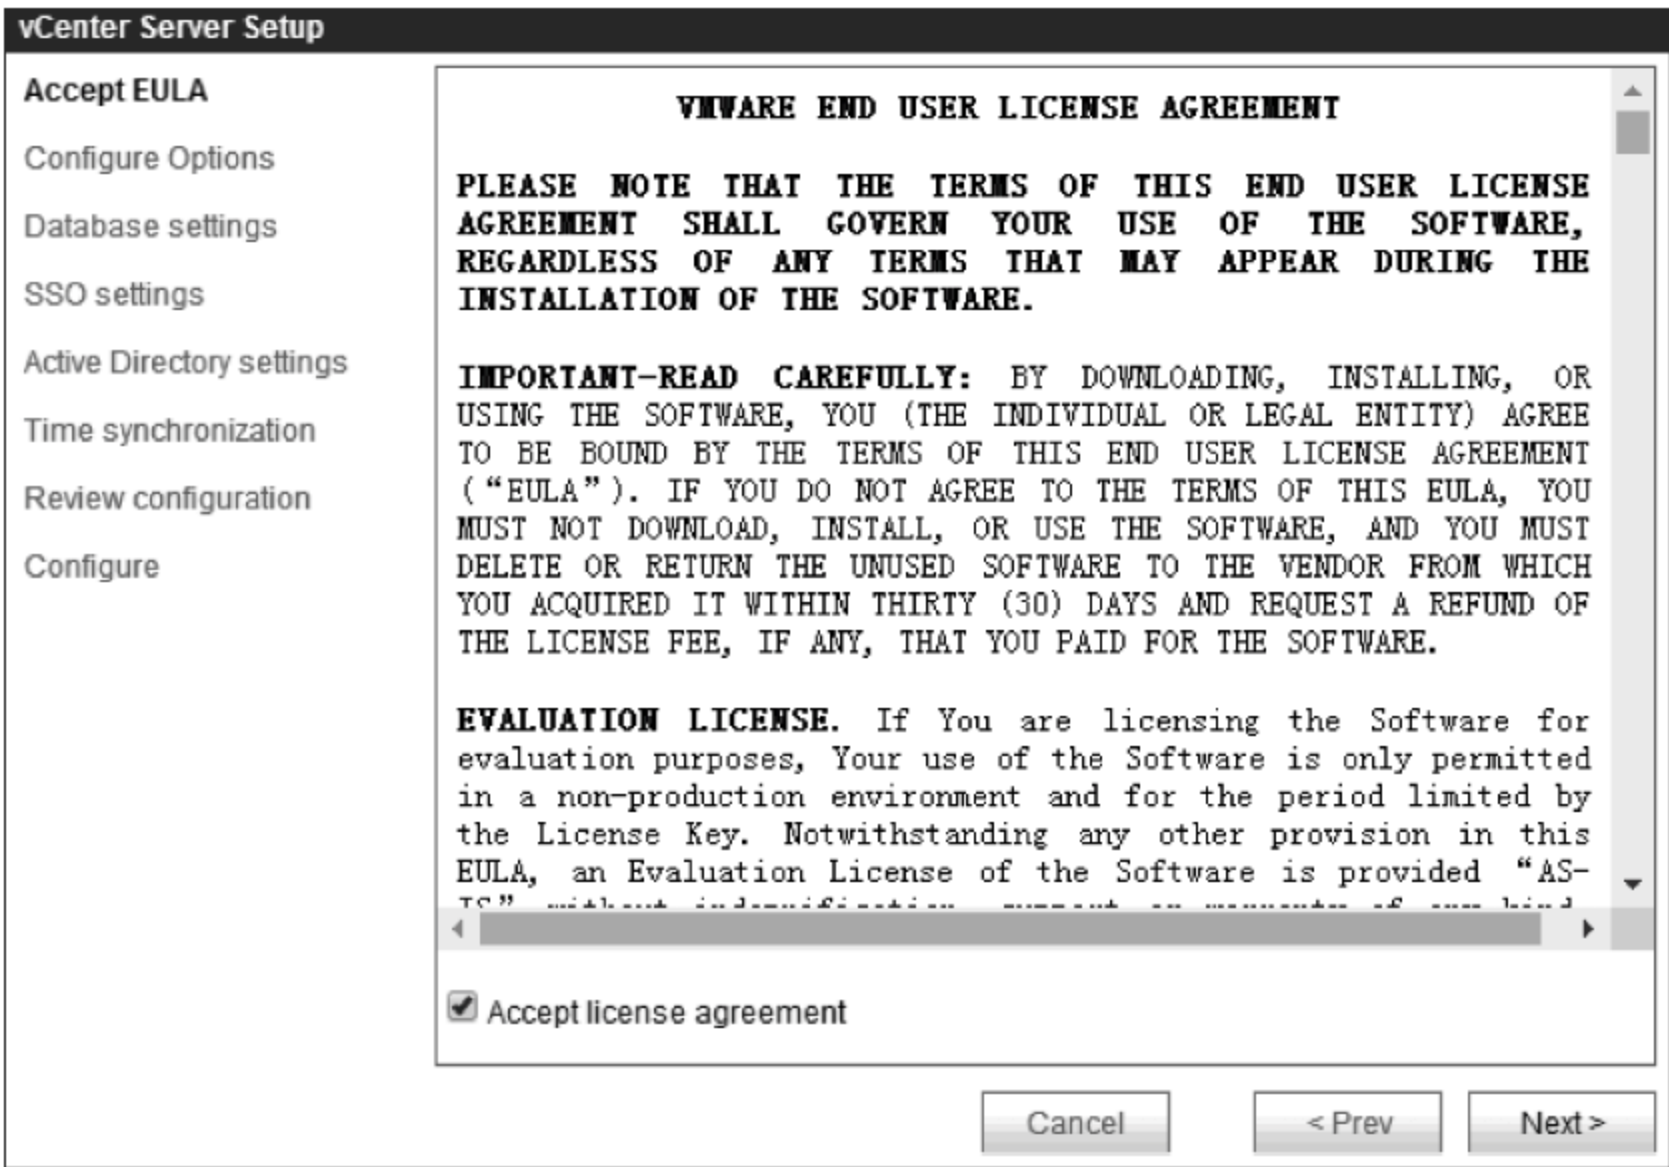 vCenter Server Setup
Accept EULA
Configure Options
Database settings
SSO settings
Active Directory settings
Time synchronization
Review configuration
Configure
VMWARE END USER LICENSE AGREEMENT
PLEASE NOTE THAT THE TERMS OF THIS END USER LICENSE
AGREEMENT SHALL GOVERN YOUR USE OF THE SOFTWARE,
REGARDLESS OF ANY TERMS THAT MAY APPEAR DURING THE
INSTALLATION OF THE SOFTWARE.
IMPORTANT-READ CAREFULLY: BY DOWNLOADING, INSTALLING, OR
USING THE SOFTWARE, YOU (THE INDIVIDUAL OR LEGAL ENTITY) AGREE
TO BE BOUND BY THE TERMS OF THIS END USER LICENSE AGREEMENT
(“EULA”). IF YOU DO NOT AGREE TO THE TERMS OF THIS EULA, YOU
MUST NOT DOWNLOAD, INSTALL, OR USE THE SOFTWARE, AND YOU MUST
DELETE OR RETURN THE UNUSED SOFTWARE TO THE VENDOR FROM WHICH
YOU ACQUIRED IT WITHIN THIRTY (30) DAYS AND REQUEST A REFUND OF
THE LICENSE FEE, IF ANY, THAT YOU PAID FOR THE SOFTWARE.
EVALUATION LICENSE. If You are licensing the Software for
evaluation purposes, Your use of the Software is only permitted
in a non-production environment and for the period limited by
the License Key. Notwithstanding any other provision in this
EULA, an Evaluation License of the Software is provided “AS-
IS” without indemnification, support or warranty of any kind,
Accept license agreement
Cancel
< Prev
Next >